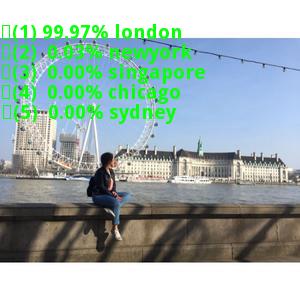 (1) 99.97% london
(2) 0.03% newyork
(3) 0.00% singapore
(4) 0.00% chicago
(5) 0.00% sydney